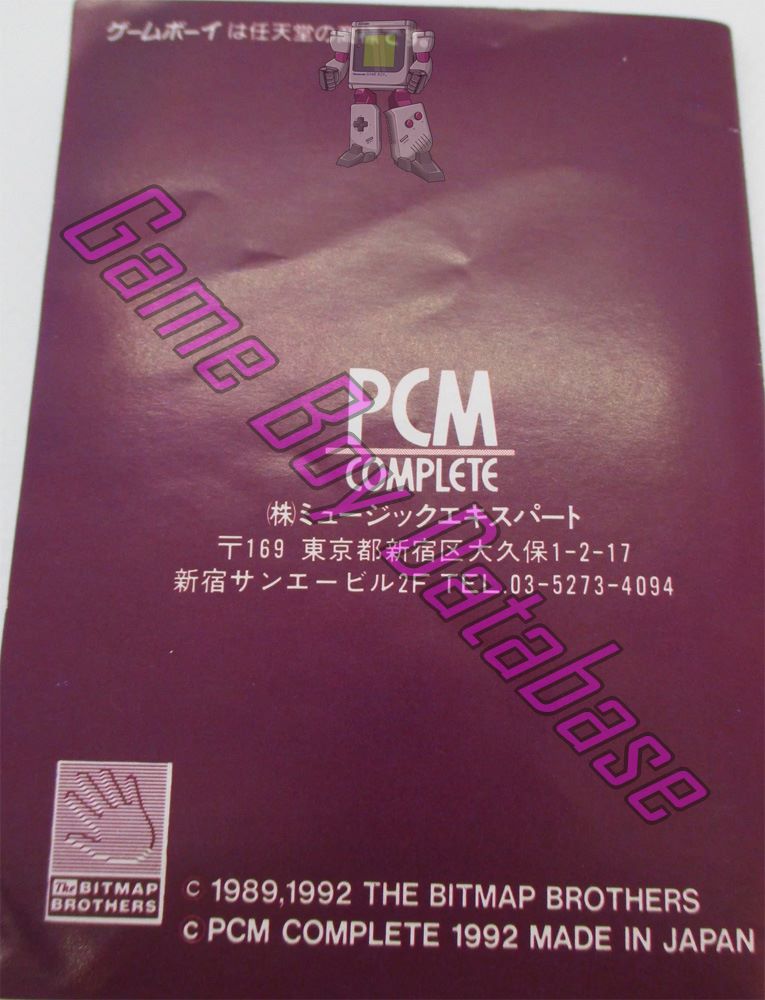 ゲームボーイは任天堂の
Game Boy Database
PCM
COMPLETE
㈱ミュージックエキスパート
〒169 東京都新宿区大久保1-2-17
新宿サンエービル2F TEL.03-5273-4094
The BITMAP
BROTHERS
© 1989,1992 THE BITMAP BROTHERS
© PCM COMPLETE 1992 MADE IN JAPAN